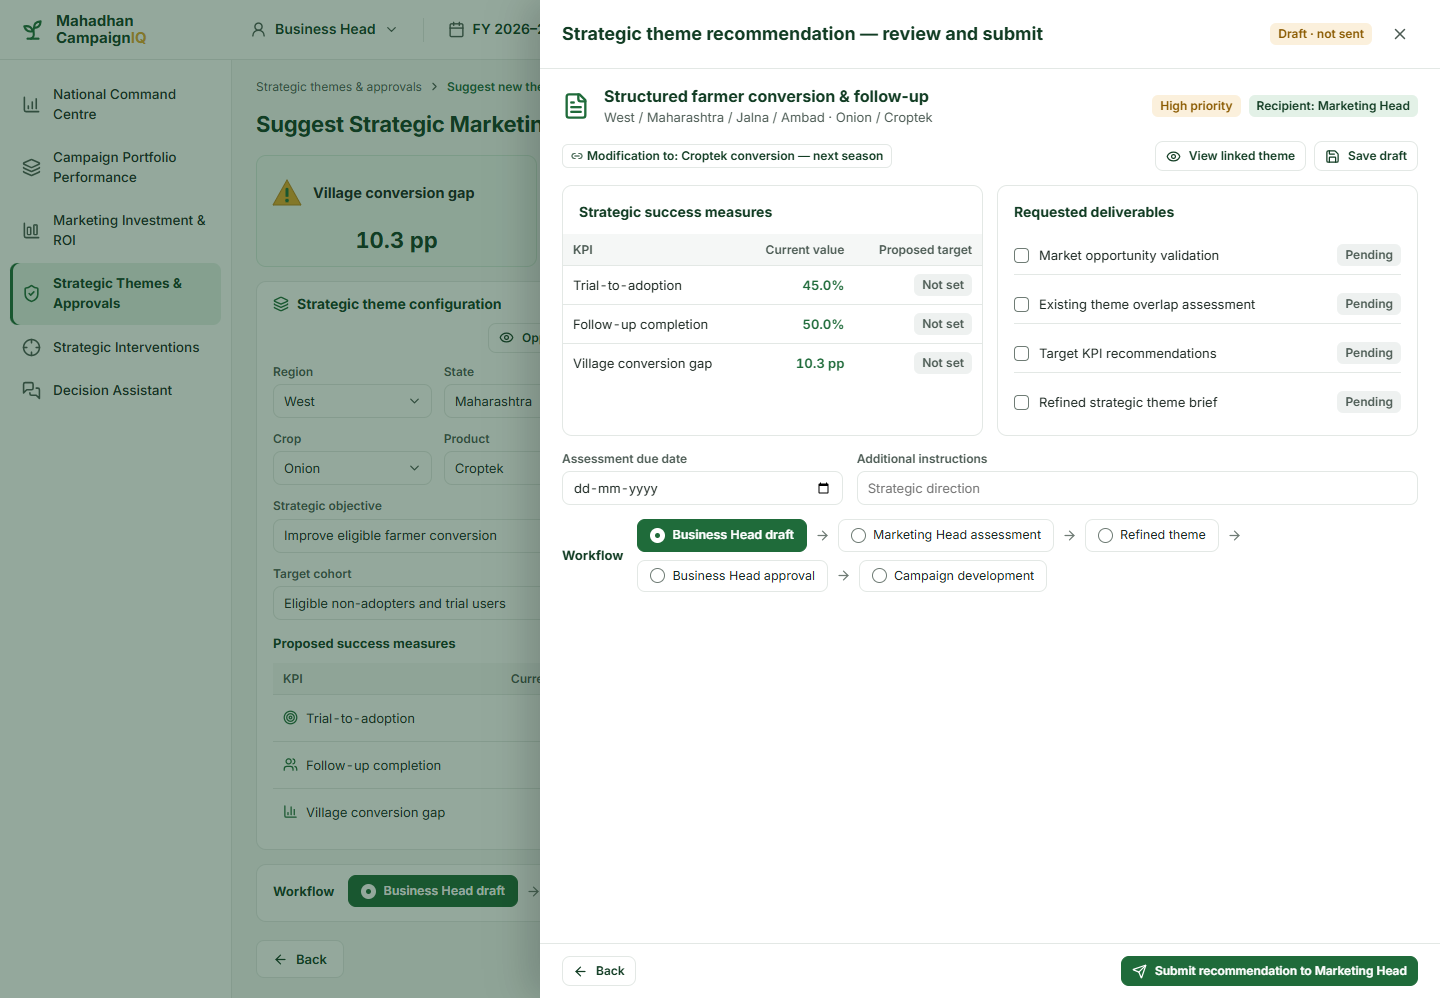 Mahadhan
CampaignIQ
Business Head
FY 2026–2
National Command
Centre
Campaign Portfolio
Performance
Marketing Investment &
ROI
Strategic Themes &
Approvals
Strategic Interventions
Decision Assistant
Strategic themes & approvals > Suggest new the
Suggest Strategic Marketin
Village conversion gap
10.3 pp
Strategic theme configuration
Op
Region
State
West
Maharashtra
Crop
Product
Onion
Croptek
Strategic objective
Improve eligible farmer conversion
Target cohort
Eligible non-adopters and trial users
Proposed success measures
KPI
Curre
Trial-to-adoption
Follow-up completion
Village conversion gap
Workflow
Business Head draft →
← Back
Strategic theme recommendation — review and submit
Draft · not sent
Structured farmer conversion & follow-up
West / Maharashtra / Jalna / Ambad · Onion / Croptek
High priority
Recipient: Marketing Head
Modification to: Croptek conversion — next season
View linked theme
Save draft
Strategic success measures
KPI Current value Proposed target
Trial-to-adoption 45.0% Not set
Follow-up completion 50.0% Not set
Village conversion gap 10.3 pp Not set
Requested deliverables
Market opportunity validation Pending
Existing theme overlap assessment Pending
Target KPI recommendations Pending
Refined strategic theme brief Pending
Assessment due date
dd-mm-yyyy
Additional instructions
Strategic direction
Workflow
Business Head draft → Marketing Head assessment → Refined theme →
Business Head approval → Campaign development
← Back
Submit recommendation to Marketing Head